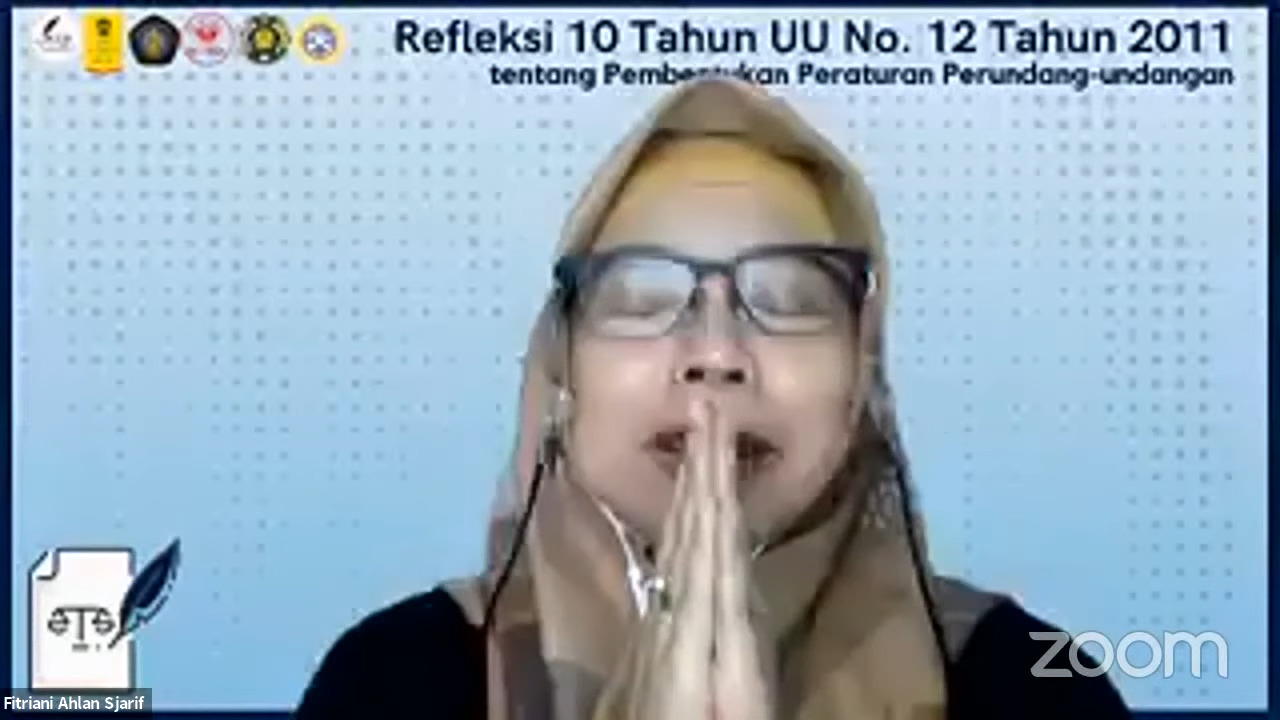 Refleksi 10 Tahun UU No. 12 Tahun 2011
tentang Pembentukan Peraturan Perundang-undangan
zoom
Fitriani Ahlan Sjarif